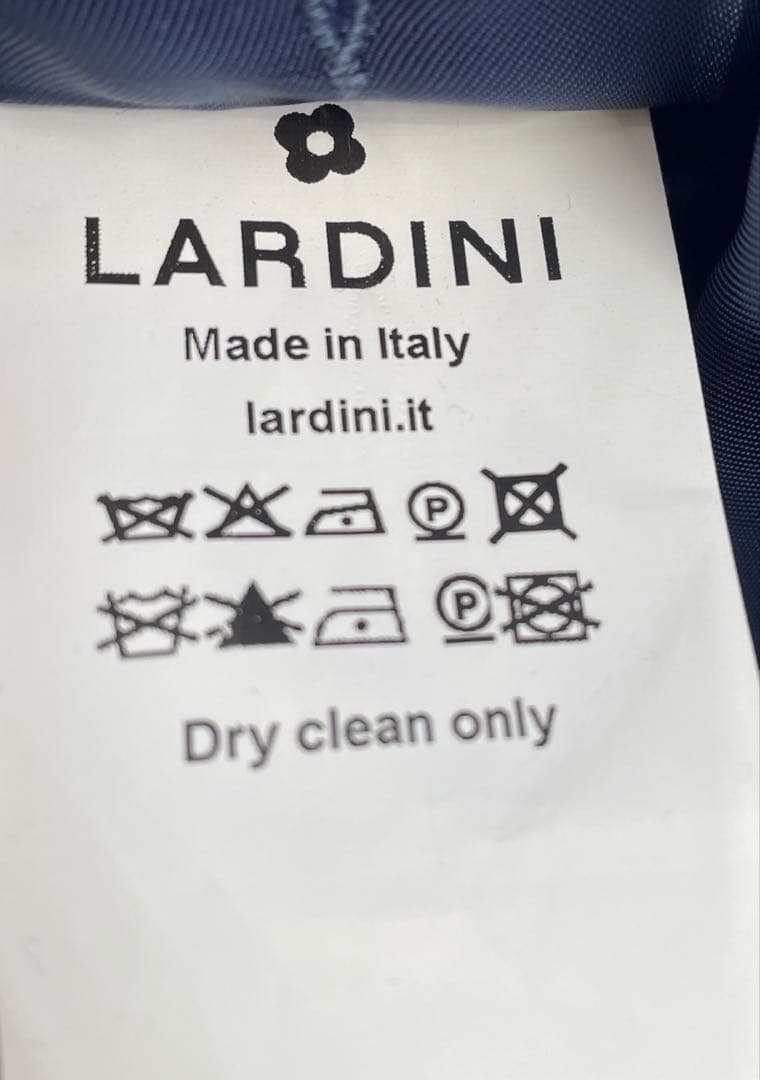 LARDINI
Made in Italy
lardini.it
P
P
Dry clean only